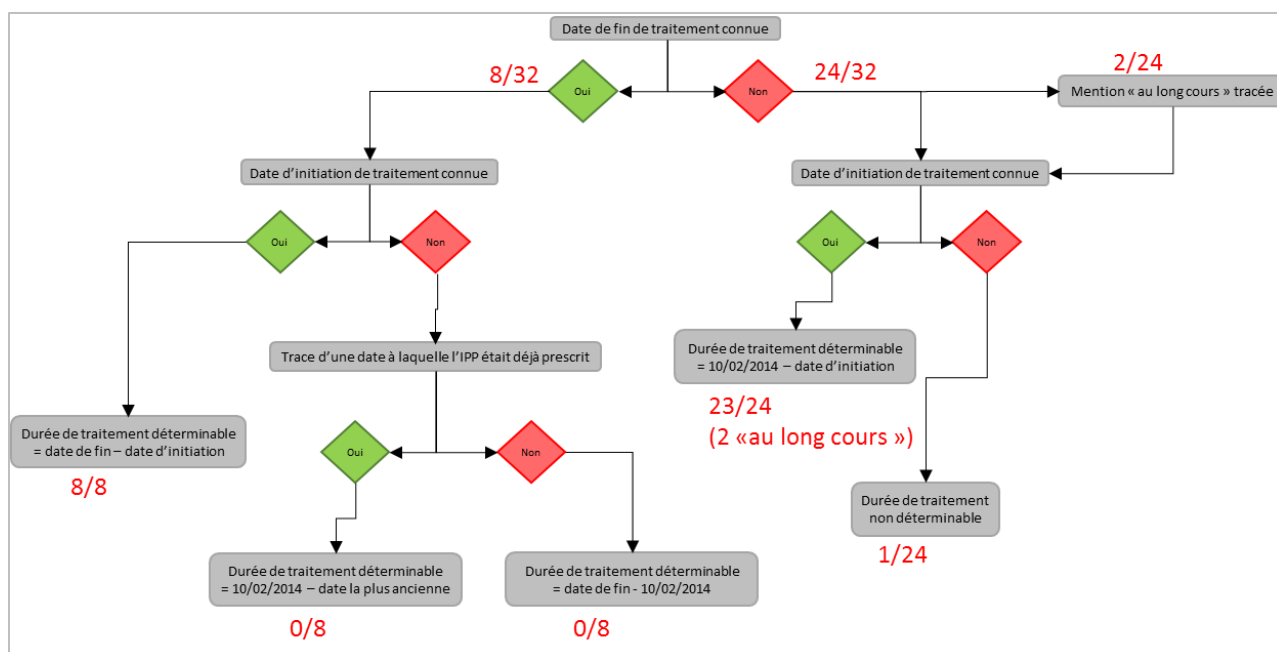 Date de fin de traitement connue
8/32
24/32
2/24
Oui
Non
Mention « au long cours » tracée
Date d'initiation de traitement connue
Date d'initiation de traitement connue
Oui
Non
Oui
Non
Trace d'une date à laquelle l'IPP était déjà prescrit
Durée de traitement déterminable
= 10/02/2014 – date d'initiation
23/24
(2 «au long cours »)
Durée de traitement déterminable
= date de fin – date d'initiation
8/8
Oui
Non
Durée de traitement
non déterminable
1/24
Durée de traitement déterminable
= 10/02/2014 – date la plus ancienne
0/8
Durée de traitement déterminable
= date de fin - 10/02/2014
0/8